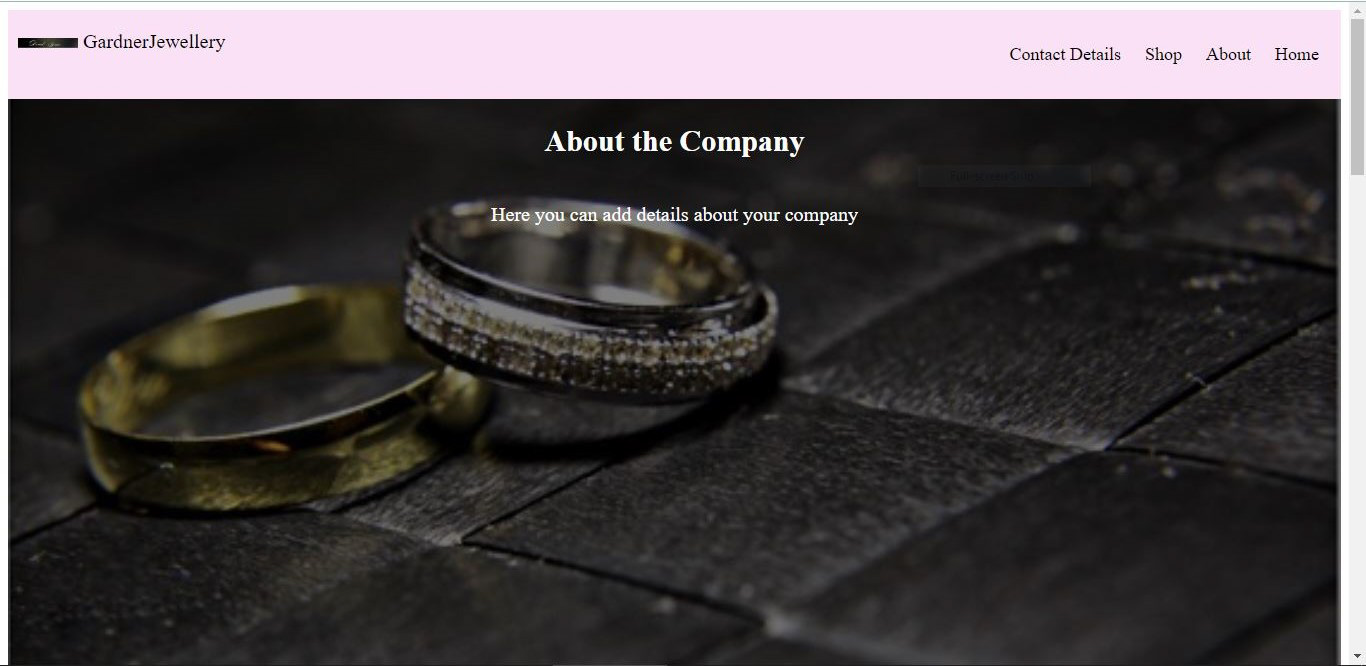 GardnerJewellery
Contact Details Shop About Home
About the Company
Here you can add details about your company